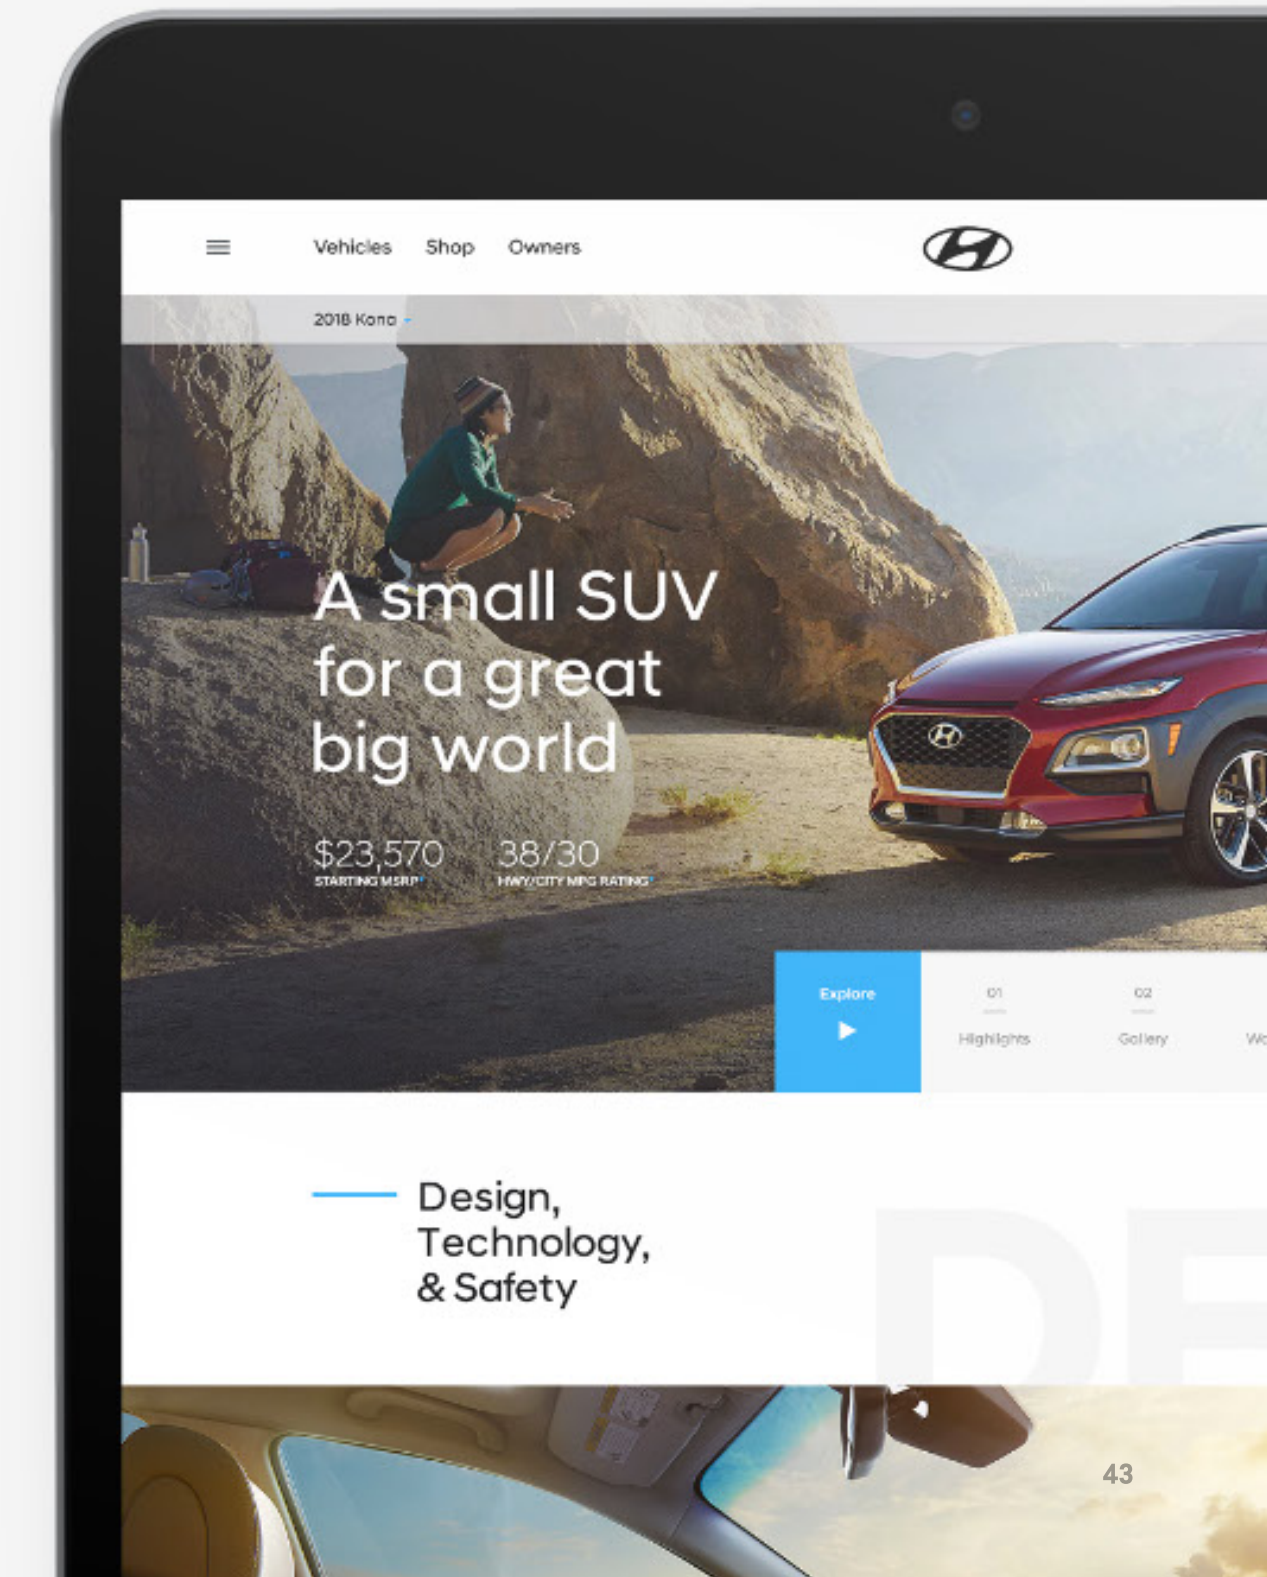 Vehicles Shop Owners
2018 Kona
A small SUV
for a great
big world
$23,570 38/30
STARTING MSRP* HWY/CITY MPG RATING*
Explore 01 02
Highlights Gallery
Design,
Technology,
& Safety
DE
43